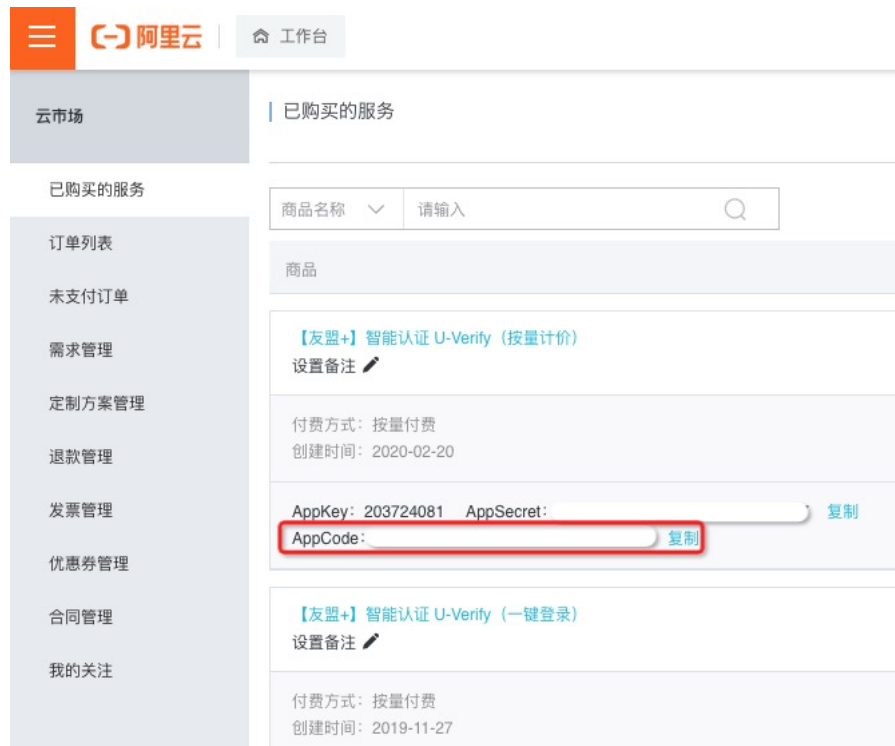 阿里云 工作台
云市场
已购买的服务
订单列表
未支付订单
需求管理
定制方案管理
退款管理
发票管理
优惠券管理
合同管理
我的关注
已购买的服务
商品名称 请输入
商品
【友盟+】智能认证 U-Verify（按量计价）
设置备注
付费方式：按量付费
创建时间：2020-02-20
AppKey：203724081 AppSecret： 复制
AppCode： 复制
【友盟+】智能认证 U-Verify（一键登录）
设置备注
付费方式：按量付费
创建时间：2019-11-27